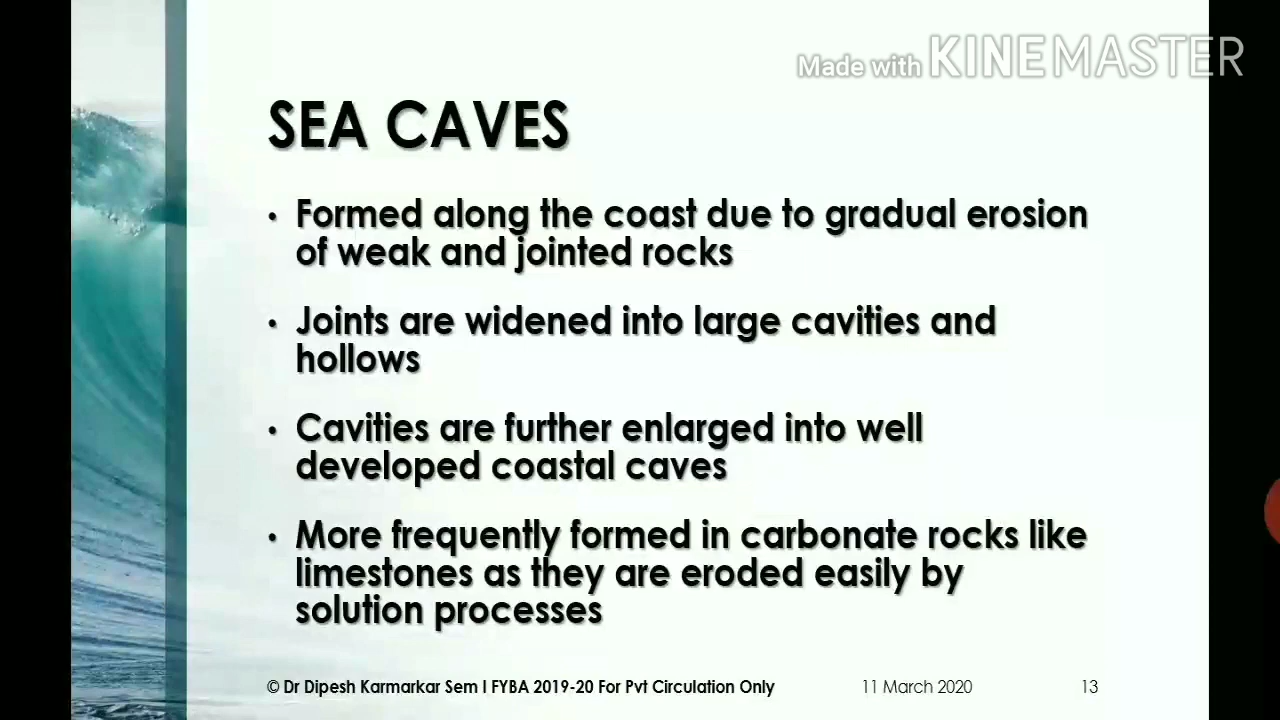 Made with KINEMASTER
SEA CAVES
• Formed along the coast due to gradual erosion
of weak and jointed rocks
• Joints are widened into large cavities and
hollows
• Cavities are further enlarged into well
developed coastal caves
• More frequently formed in carbonate rocks like
limestones as they are eroded easily by
solution processes
© Dr Dipesh Karmarkar Sem I FYBA 2019-20 For Pvt Circulation Only 11 March 2020 13